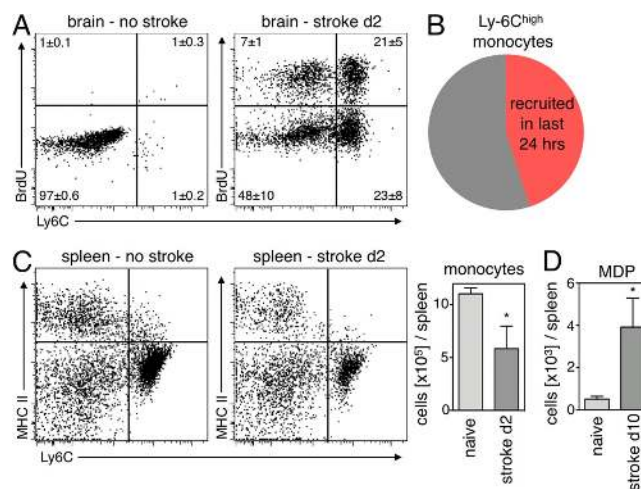 A
brain - no stroke
brain - stroke d2
1±0.1
1±0.3
7±1
21±5
BrdU
BrdU
97±0.6
1±0.2
48±10
23±8
Ly6C
B
Ly-6Chigh
monocytes
recruited
in last
24 hrs
C
spleen - no stroke
spleen - stroke d2
MHC II
MHC II
Ly6C
monocytes
cells [x10⁵] / spleen
10
5
0
*
naive
stroke d2
D
MDP
cells [x10³] / spleen
6
4
2
0
*
naive
stroke d10